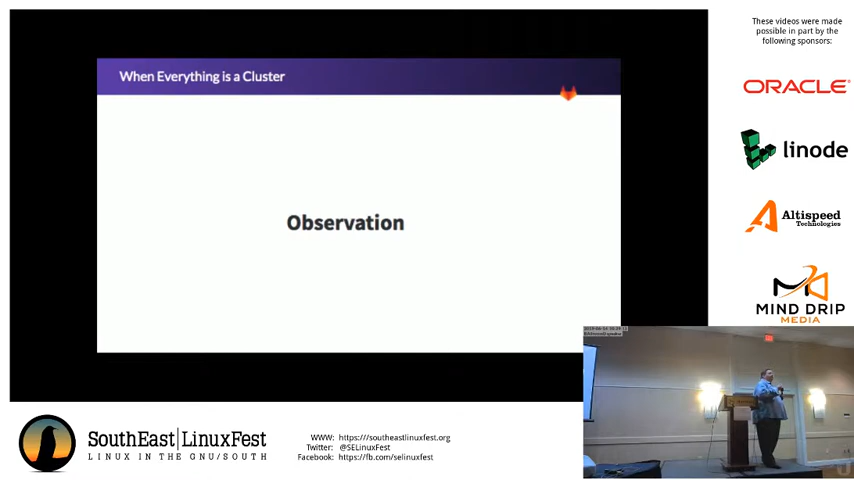 These videos were made
possible in part by the
following sponsors:
When Everything is a Cluster
Observation
ORACLE
linode
Altispeed
Technologies
MIND DRIP
MEDIA
SouthEast|LinuxFest
LINUX IN THE GNU/SOUTH
WWW: https:///southeastlinuxfest.org
Twitter: @SELinuxFest
Facebook: https://fb.com/selinuxfest